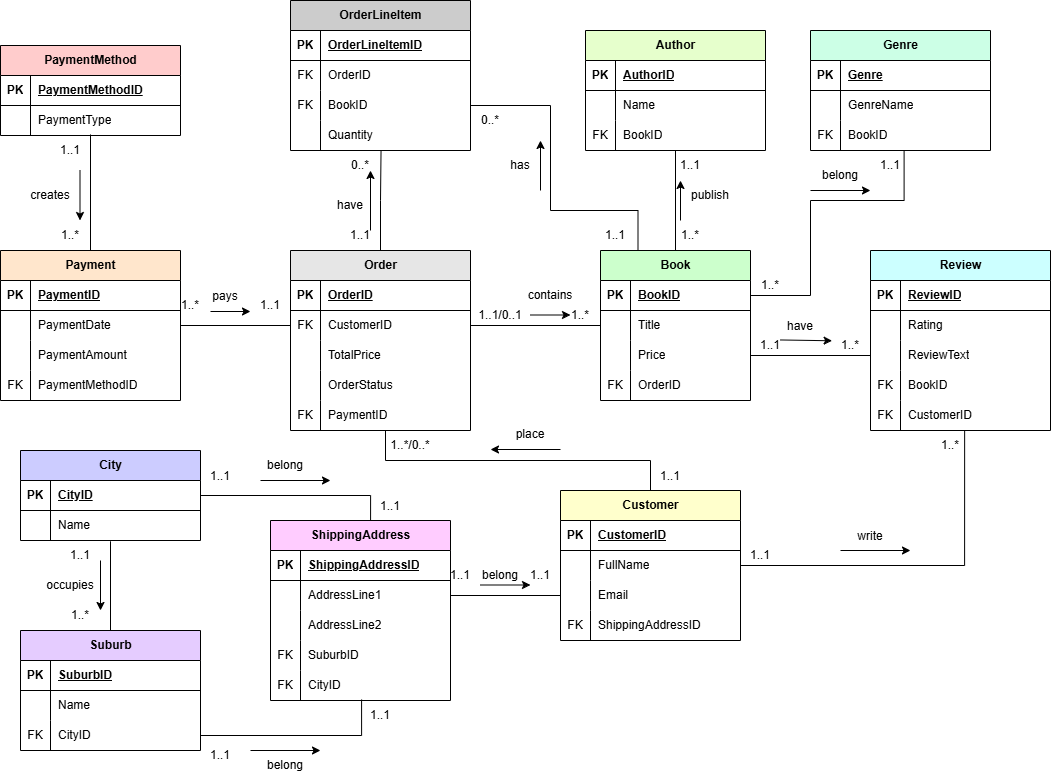 OrderLineItem
PK OrderLineItemID
FK OrderID
FK BookID
Quantity
Author
PK AuthorID
Name
FK BookID
Genre
PK Genre
GenreName
FK BookID
PaymentMethod
PK PaymentMethodID
PaymentType
1..1
creates
1..*
0..*
have
1..1
0..*
has
1..1
1..1
publish
1..*
1..1
belong
1..*
Payment
PK PaymentID
PaymentDate
PaymentAmount
FK PaymentMethodID
1..*
pays
1..1
Order
PK OrderID
FK CustomerID
TotalPrice
OrderStatus
FK PaymentID
contains
1..1/0..1
1..*
Book
PK BookID
Title
Price
FK OrderID
have
1..1
1..*
Review
PK ReviewID
Rating
ReviewText
FK BookID
FK CustomerID
1..*/0..*
place
1..1
1..*
City
PK CityID
Name
1..1
belong
1..1
ShippingAddress
PK ShippingAddressID
AddressLine1
AddressLine2
FK SuburbID
FK CityID
1..1
belong
1..1
Customer
PK CustomerID
FullName
Email
FK ShippingAddressID
1..1
write
1..1
occupies
1..*
Suburb
PK SuburbID
Name
FK CityID
1..1
belong
1..1